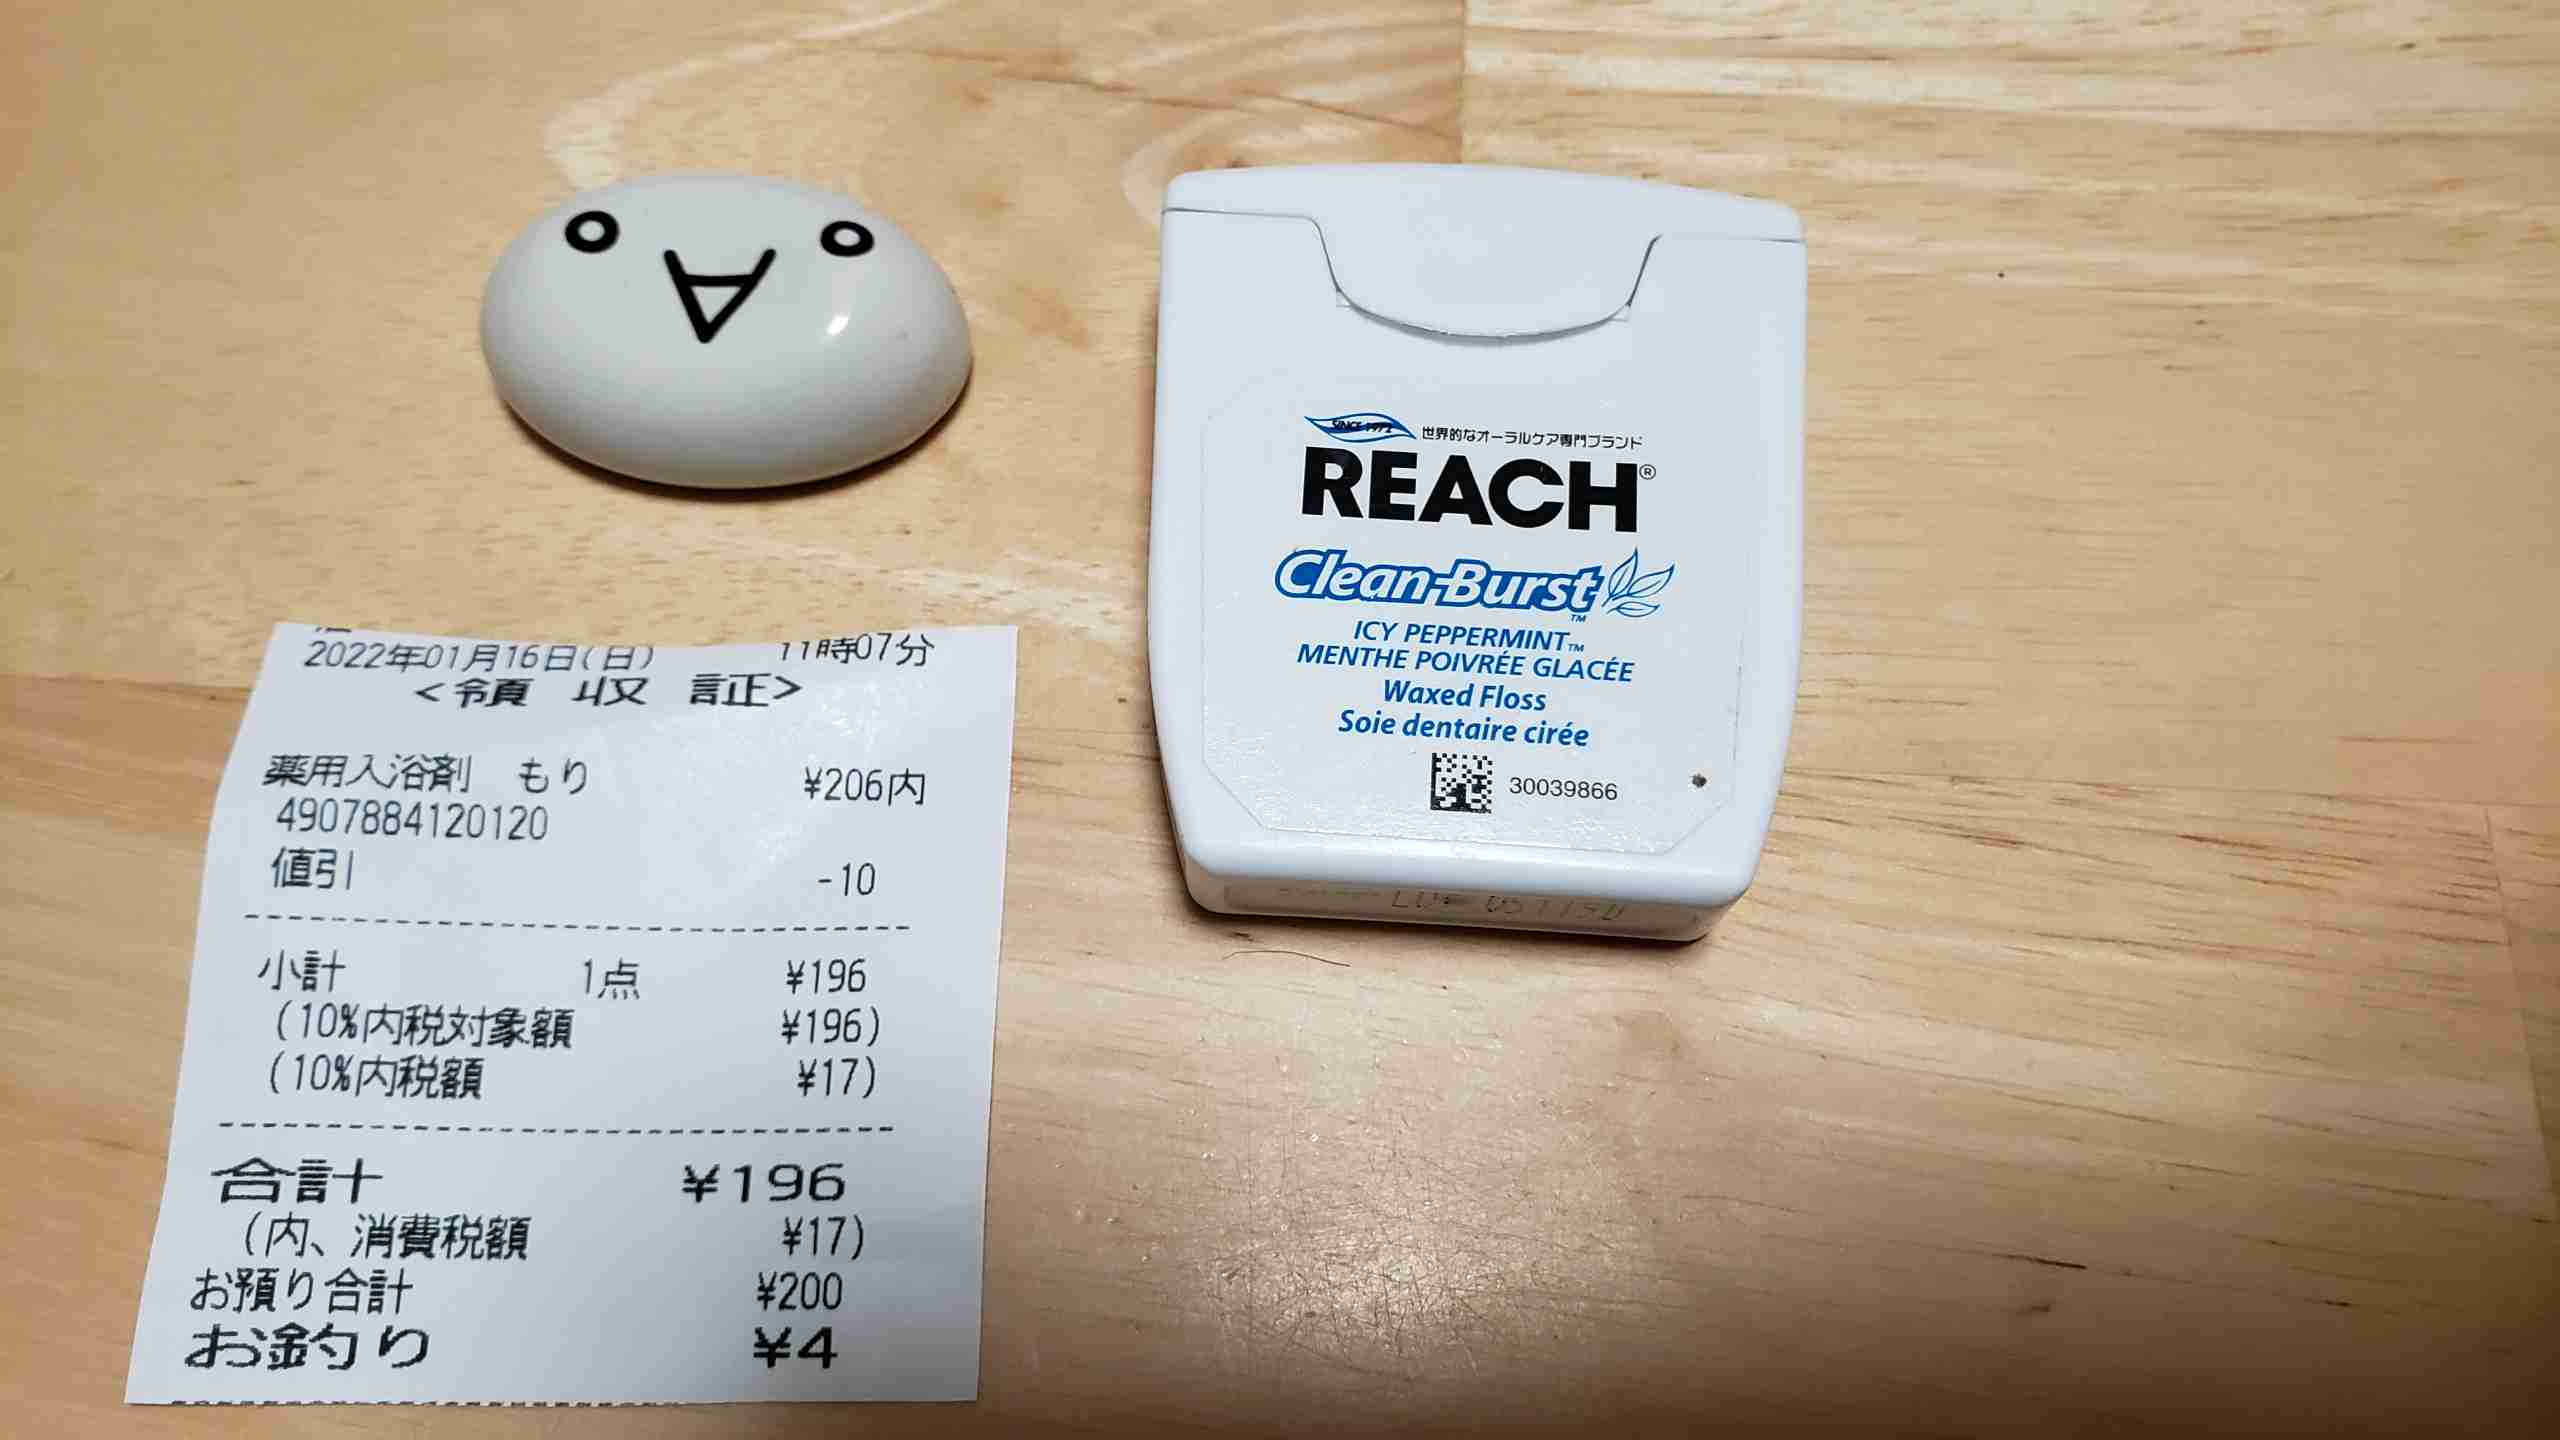 2022年01月16日(日) 11時07分
<領 収 証>
薬用入浴剤 もり ¥206内
4907884120120
値引 -10
小計 1点 ¥196
(10%内税対象額 ¥196)
(10%内税額 ¥17)
合計 ¥196
(内、消費税額 ¥17)
お預り合計 ¥200
お釣り ¥4
SINCE 1972 世界的なオーラルケア専門ブランド
REACH®
Clean-Burst™
ICY PEPPERMINT™
MENTHE POIVRÉE GLACÉE
Waxed Floss
Soie dentaire cirée
30039866